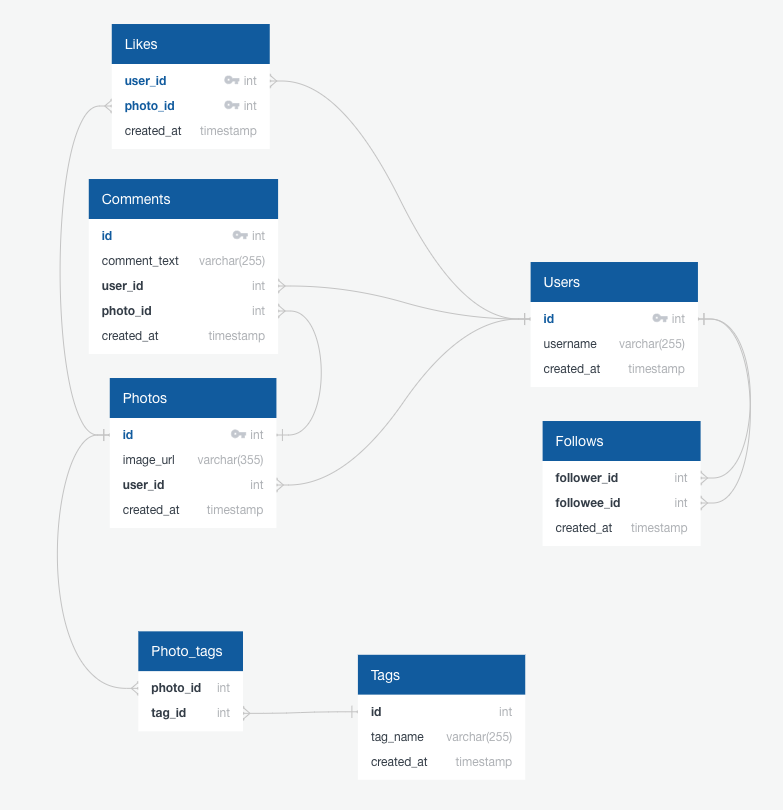 Likes
user_id int
photo_id int
created_at timestamp
Comments
id int
comment_text varchar(255)
user_id int
photo_id int
created_at timestamp
Users
id int
username varchar(255)
created_at timestamp
Photos
id int
image_url varchar(355)
user_id int
created_at timestamp
Follows
follower_id int
followee_id int
created_at timestamp
Photo_tags
photo_id int
tag_id int
Tags
id int
tag_name varchar(255)
created_at timestamp